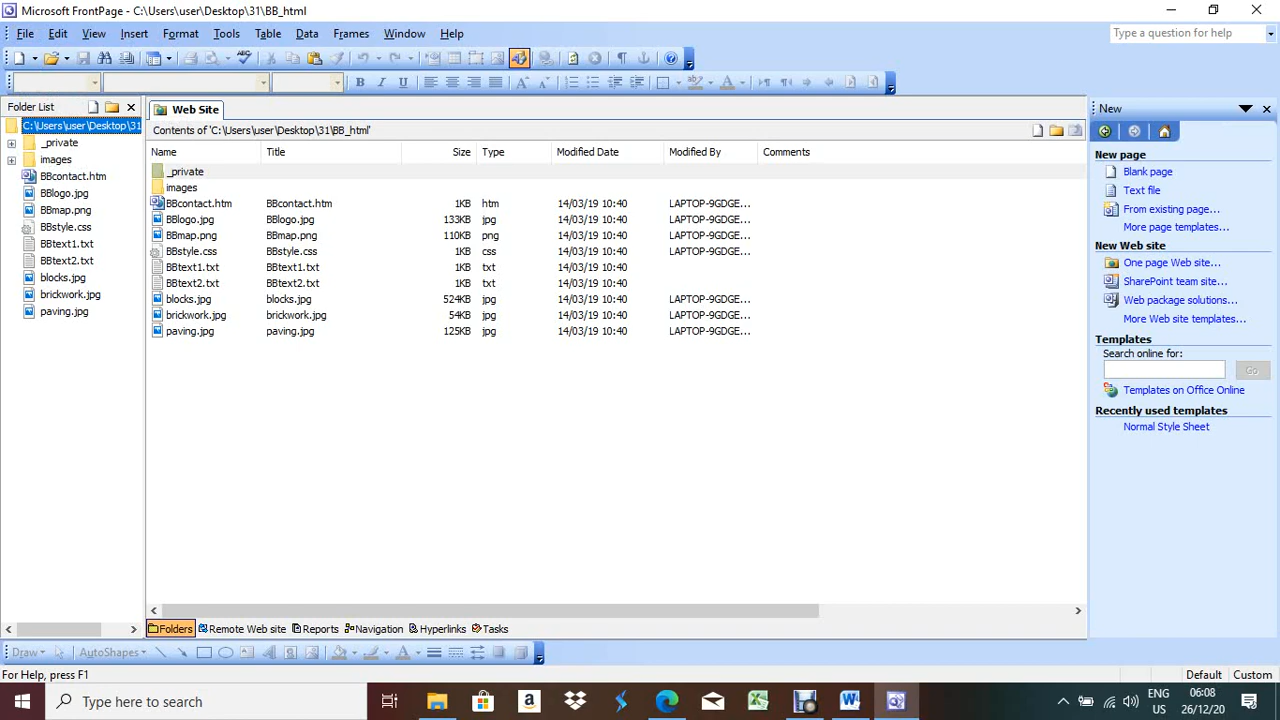 Microsoft FrontPage - C:\Users\user\Desktop\31\BB_html
File Edit View Insert Format Tools Table Data Frames Window Help
Type a question for help
Folder List
C:\Users\user\Desktop\31
_private
images
BBcontact.htm
BBlogo.jpg
BBmap.png
BBstyle.css
BBtext1.txt
BBtext2.txt
blocks.jpg
brickwork.jpg
paving.jpg
Web Site
Contents of 'C:\Users\user\Desktop\31\BB_html'
Name Title Size Type Modified Date Modified By Comments
_private
images
BBcontact.htm BBcontact.htm 1KB htm 14/03/19 10:40 LAPTOP-9GDGE...
BBlogo.jpg BBlogo.jpg 133KB jpg 14/03/19 10:40 LAPTOP-9GDGE...
BBmap.png BBmap.png 110KB png 14/03/19 10:40 LAPTOP-9GDGE...
BBstyle.css BBstyle.css 1KB css 14/03/19 10:40 LAPTOP-9GDGE...
BBtext1.txt BBtext1.txt 1KB txt 14/03/19 10:40
BBtext2.txt BBtext2.txt 1KB txt 14/03/19 10:40
blocks.jpg blocks.jpg 524KB jpg 14/03/19 10:40 LAPTOP-9GDGE...
brickwork.jpg brickwork.jpg 54KB jpg 14/03/19 10:40 LAPTOP-9GDGE...
paving.jpg paving.jpg 125KB jpg 14/03/19 10:40 LAPTOP-9GDGE...
Folders Remote Web site Reports Navigation Hyperlinks Tasks
New
New page
Blank page
Text file
From existing page...
More page templates...
New Web site
One page Web site...
SharePoint team site...
Web package solutions...
More Web site templates...
Templates
Search online for:
Go
Templates on Office Online
Recently used templates
Normal Style Sheet
Draw AutoShapes
For Help, press F1
Default Custom
Type here to search
ENG 06:08
US 26/12/20